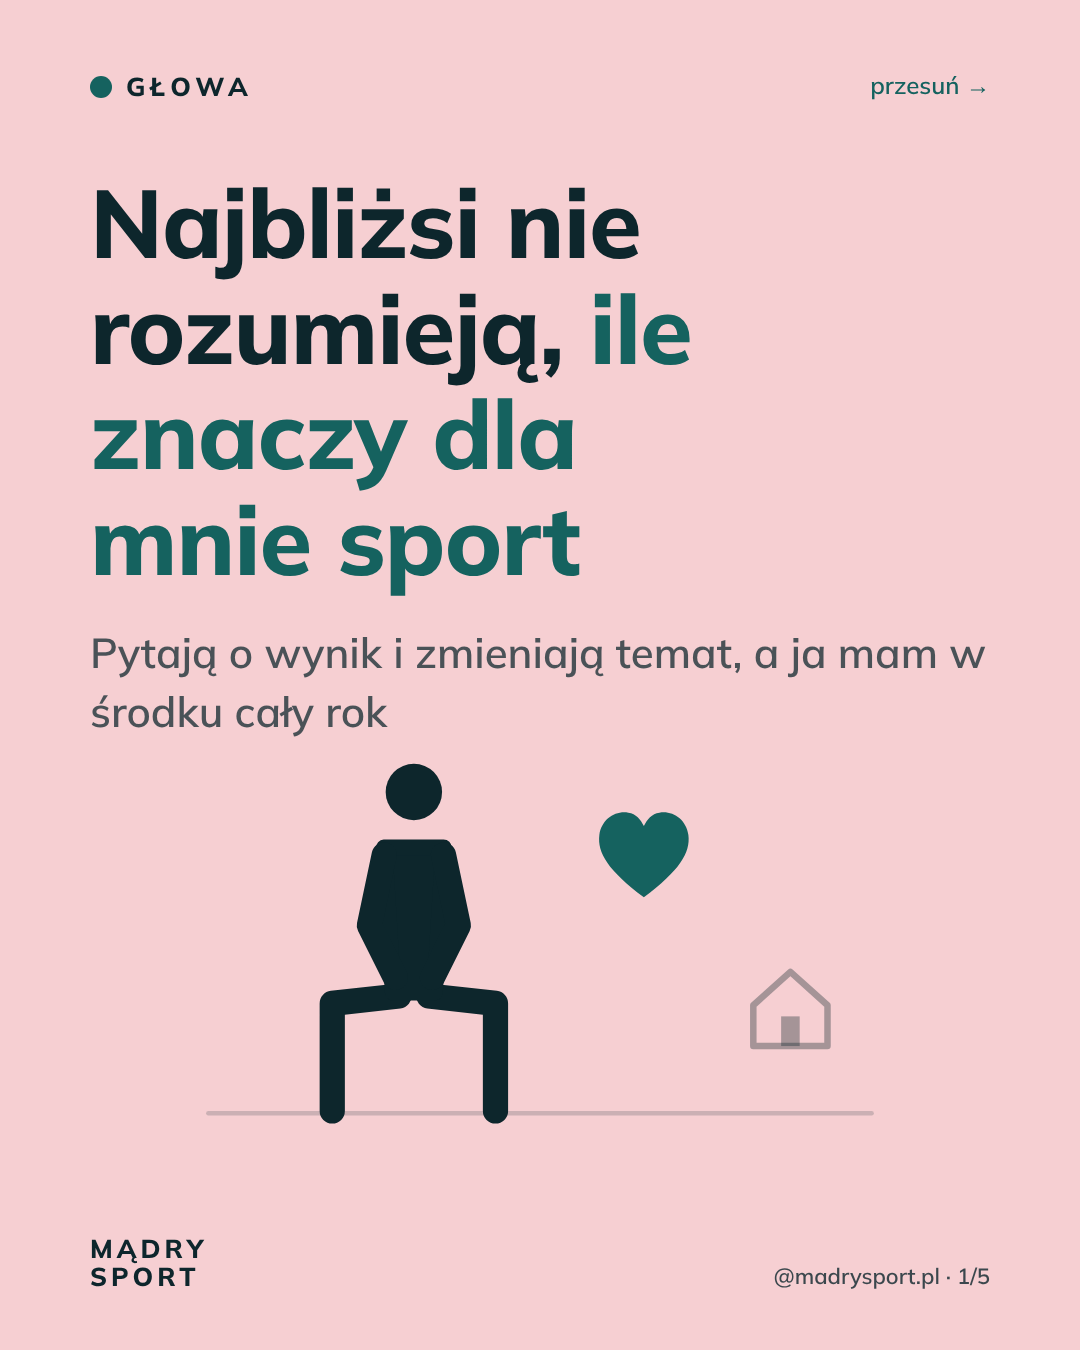 GŁOWA
przesuń →
Najbliżsi nie
rozumieją, ile
znaczy dla
mnie sport
Pytają o wynik i zmieniają temat, a ja mam w
środku cały rok
MĄDRY
SPORT
@madrysport.pl · 1/5